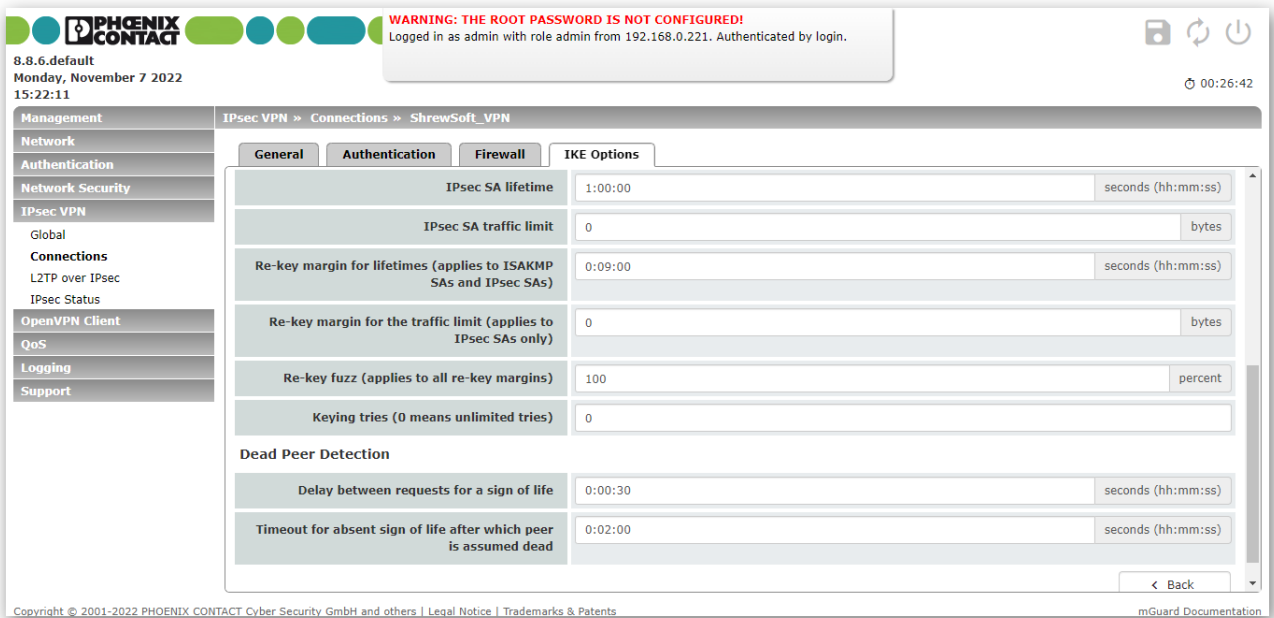 PHŒNIX
CONTACT
WARNING: THE ROOT PASSWORD IS NOT CONFIGURED!
Logged in as admin with role admin from 192.168.0.221. Authenticated by login.
8.8.6.default
Monday, November 7 2022
15:22:11
00:26:42
Management
Network
Authentication
Network Security
IPsec VPN
Global
Connections
L2TP over IPsec
IPsec Status
OpenVPN Client
QoS
Logging
Support
IPsec VPN » Connections » ShrewSoft_VPN
General Authentication Firewall IKE Options
IPsec SA lifetime 1:00:00 seconds (hh:mm:ss)
IPsec SA traffic limit 0 bytes
Re-key margin for lifetimes (applies to ISAKMP 0:09:00 seconds (hh:mm:ss)
SAs and IPsec SAs)
Re-key margin for the traffic limit (applies to 0 bytes
IPsec SAs only)
Re-key fuzz (applies to all re-key margins) 100 percent
Keying tries (0 means unlimited tries) 0
Dead Peer Detection
Delay between requests for a sign of life 0:00:30 seconds (hh:mm:ss)
Timeout for absent sign of life after which peer 0:02:00 seconds (hh:mm:ss)
is assumed dead
< Back
Copyright © 2001-2022 PHOENIX CONTACT Cyber Security GmbH and others | Legal Notice | Trademarks & Patents
mGuard Documentation